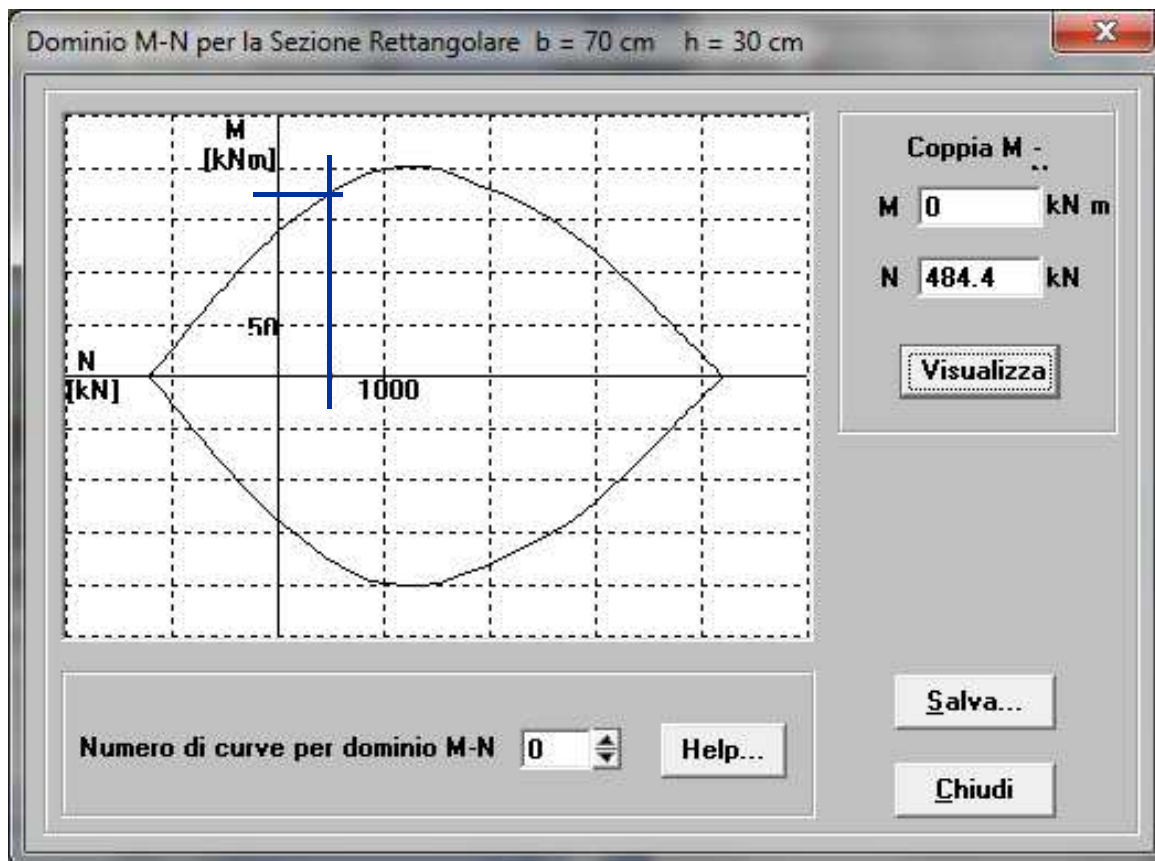 Dominio M-N per la Sezione Rettangolare b = 70 cm h = 30 cm
M
[kNm]
50
N
[kN]
1000
Coppia M -
M 0 kN m
N 484.4 kN
Visualizza
Numero di curve per dominio M-N 0 Help...
Salva...
Chiudi